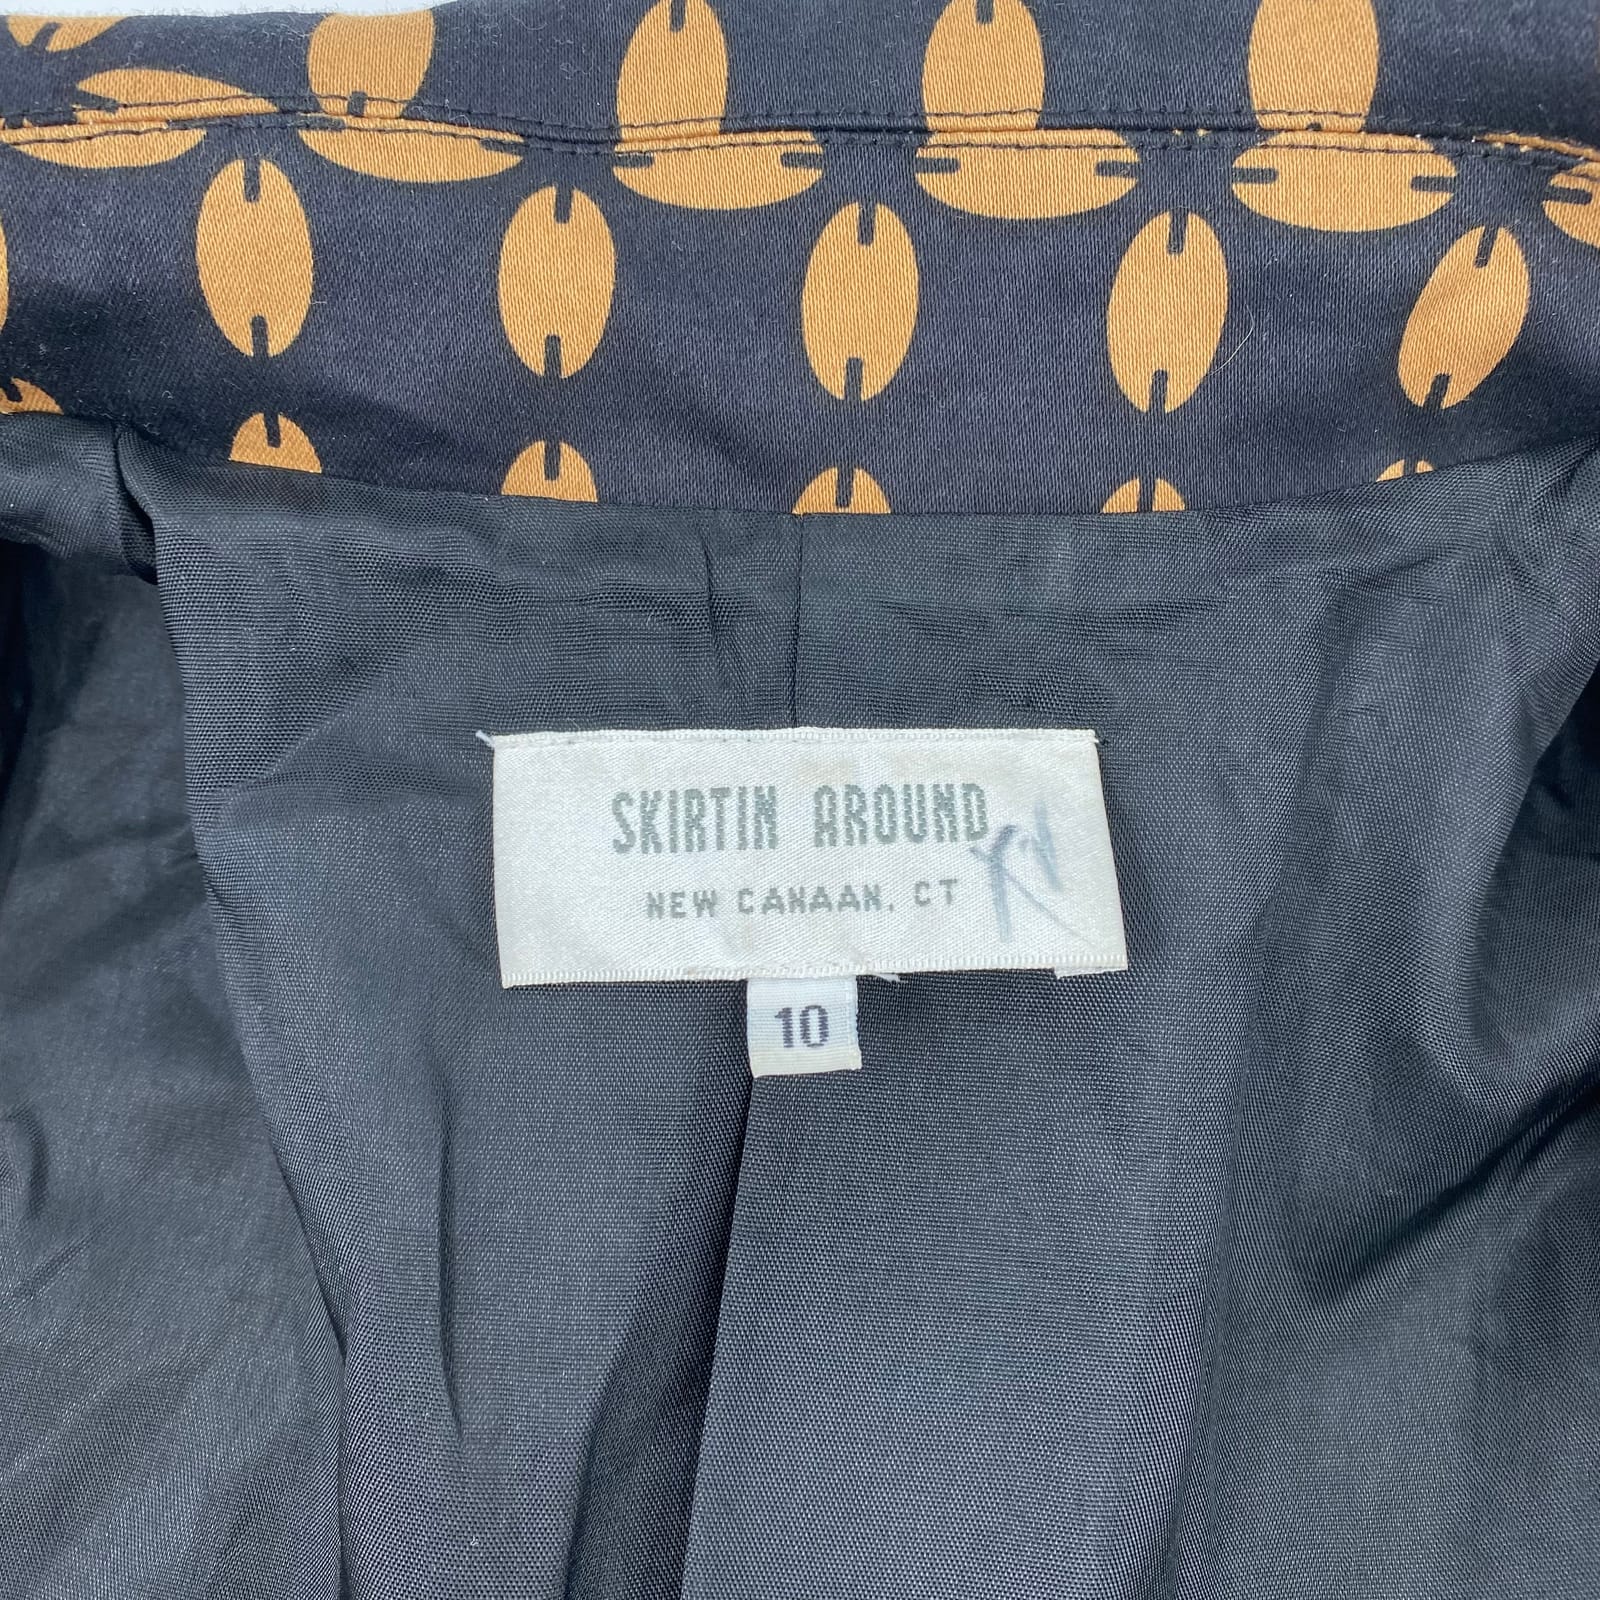 SKIRTIN AROUND
NEW CANAAN, CT
10